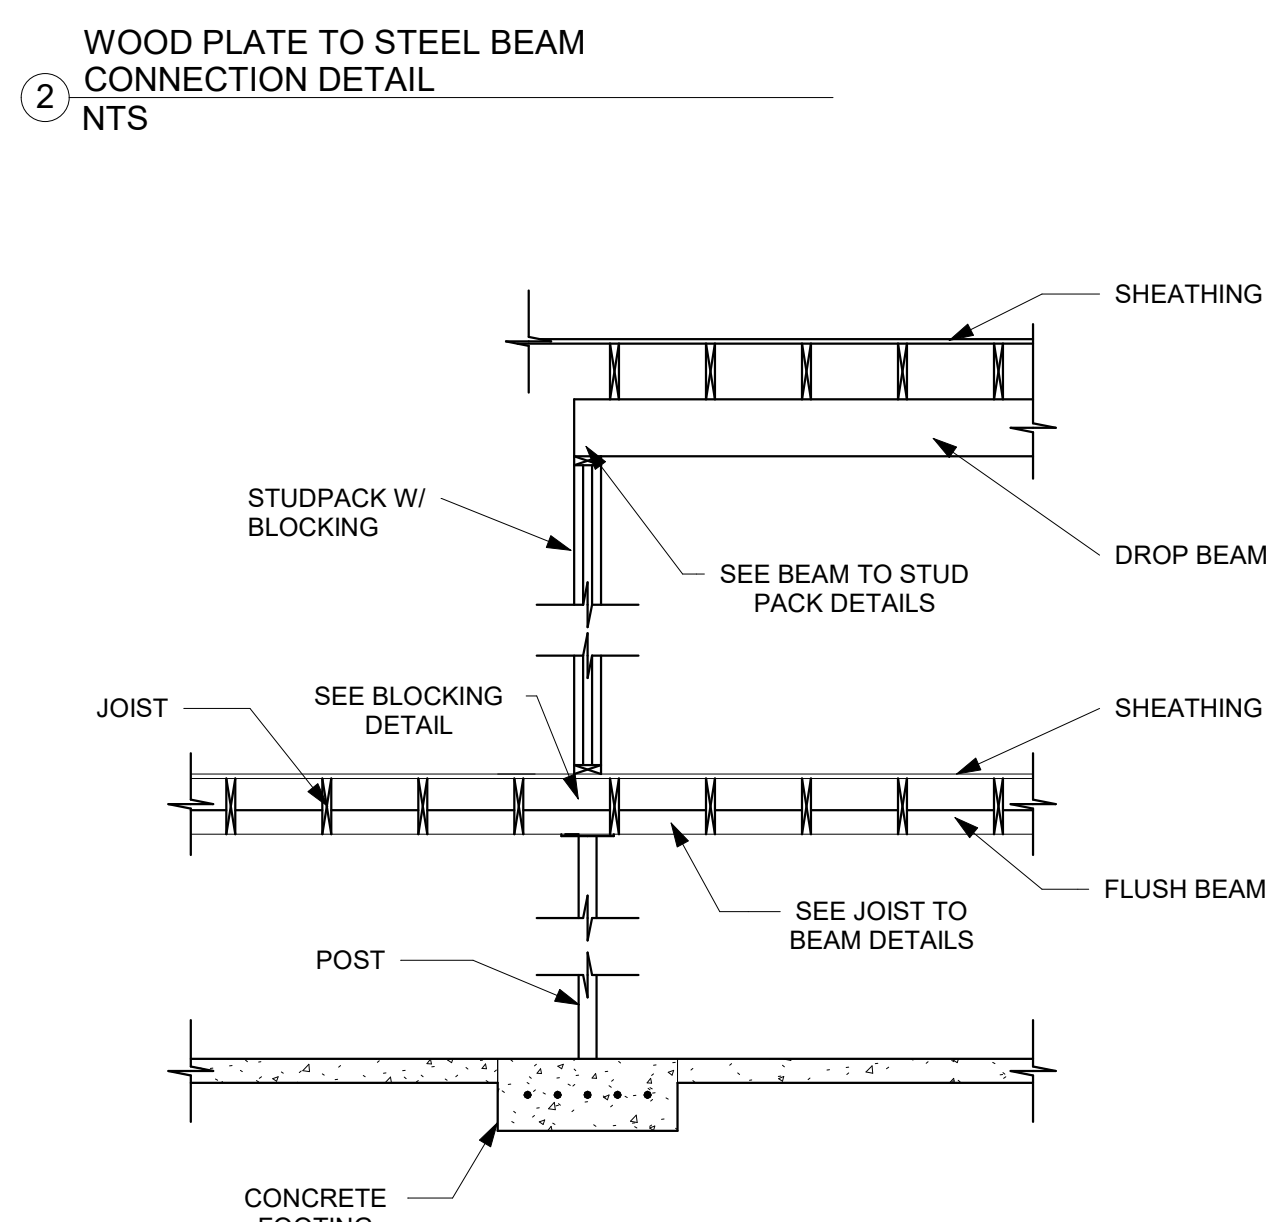 WOOD PLATE TO STEEL BEAM
CONNECTION DETAIL
2
NTS
SHEATHING
STUDPACK W/
BLOCKING
DROP BEAM
SEE BEAM TO STUD
PACK DETAILS
JOIST
SEE BLOCKING
DETAIL
SHEATHING
FLUSH BEAM
SEE JOIST TO
BEAM DETAILS
POST
CONCRETE
FOOTING